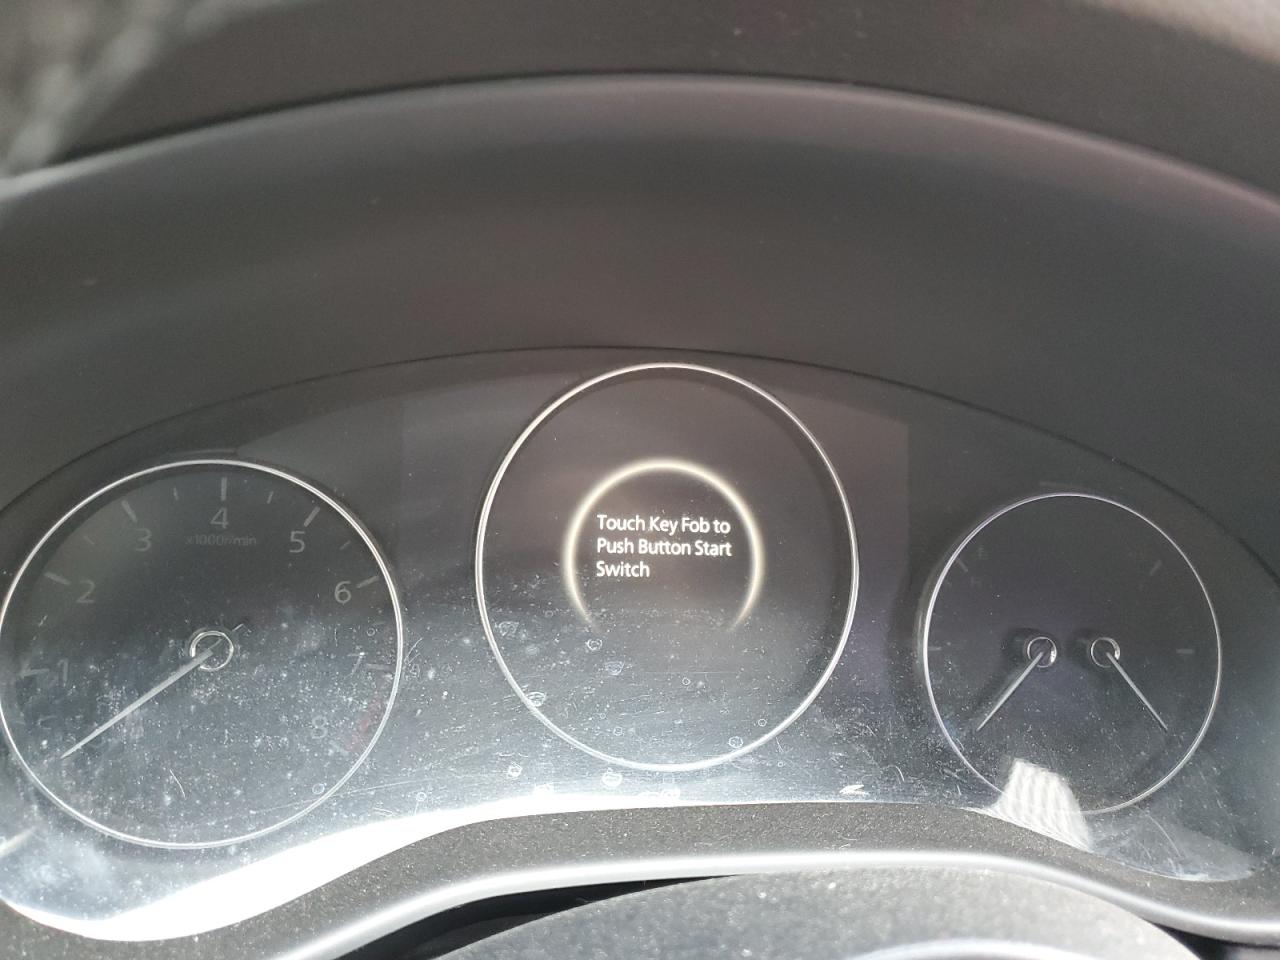 Touch Key Fob to
Push Button Start
Switch
4
3
5
x1000r/min
2
6
1
7
8